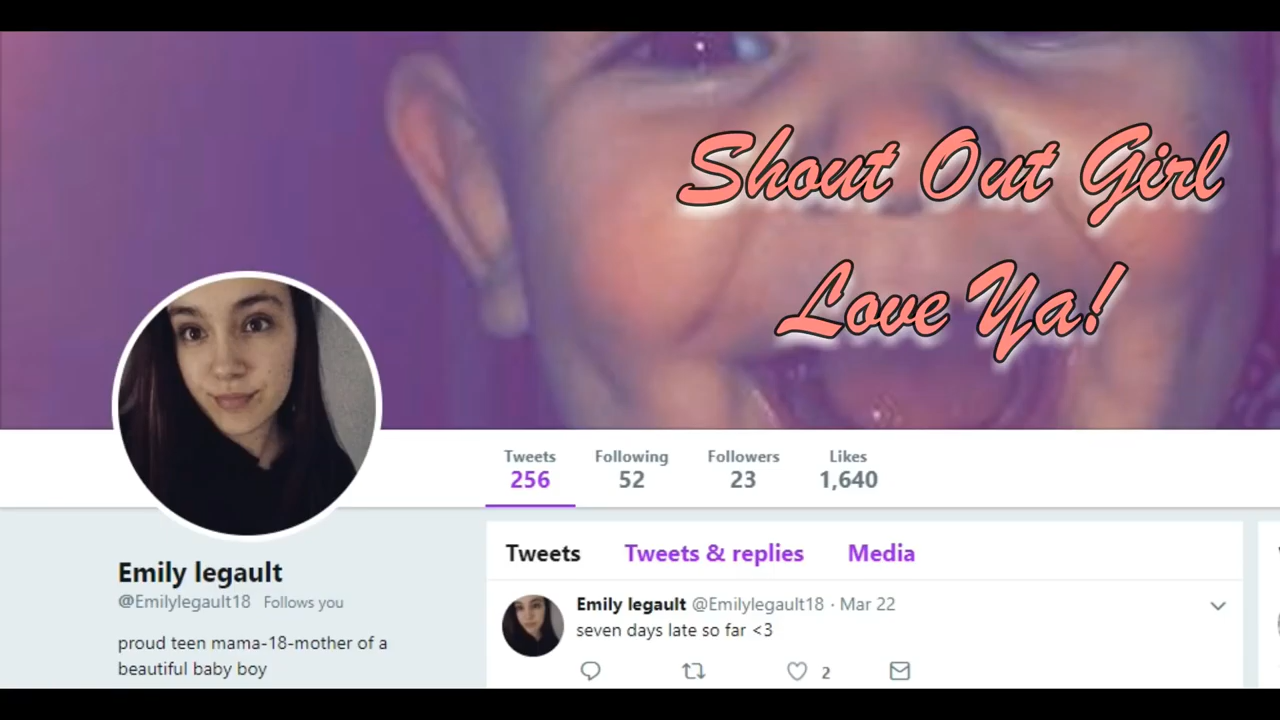 Shout Out Girl
Love Ya!
Tweets Following Followers Likes
256 52 23 1,640
Tweets Tweets & replies Media
Emily legault
@Emilylegault18 Follows you
proud teen mama-18-mother of a
beautiful baby boy
Emily legault @Emilylegault18 · Mar 22
seven days late so far <3
2